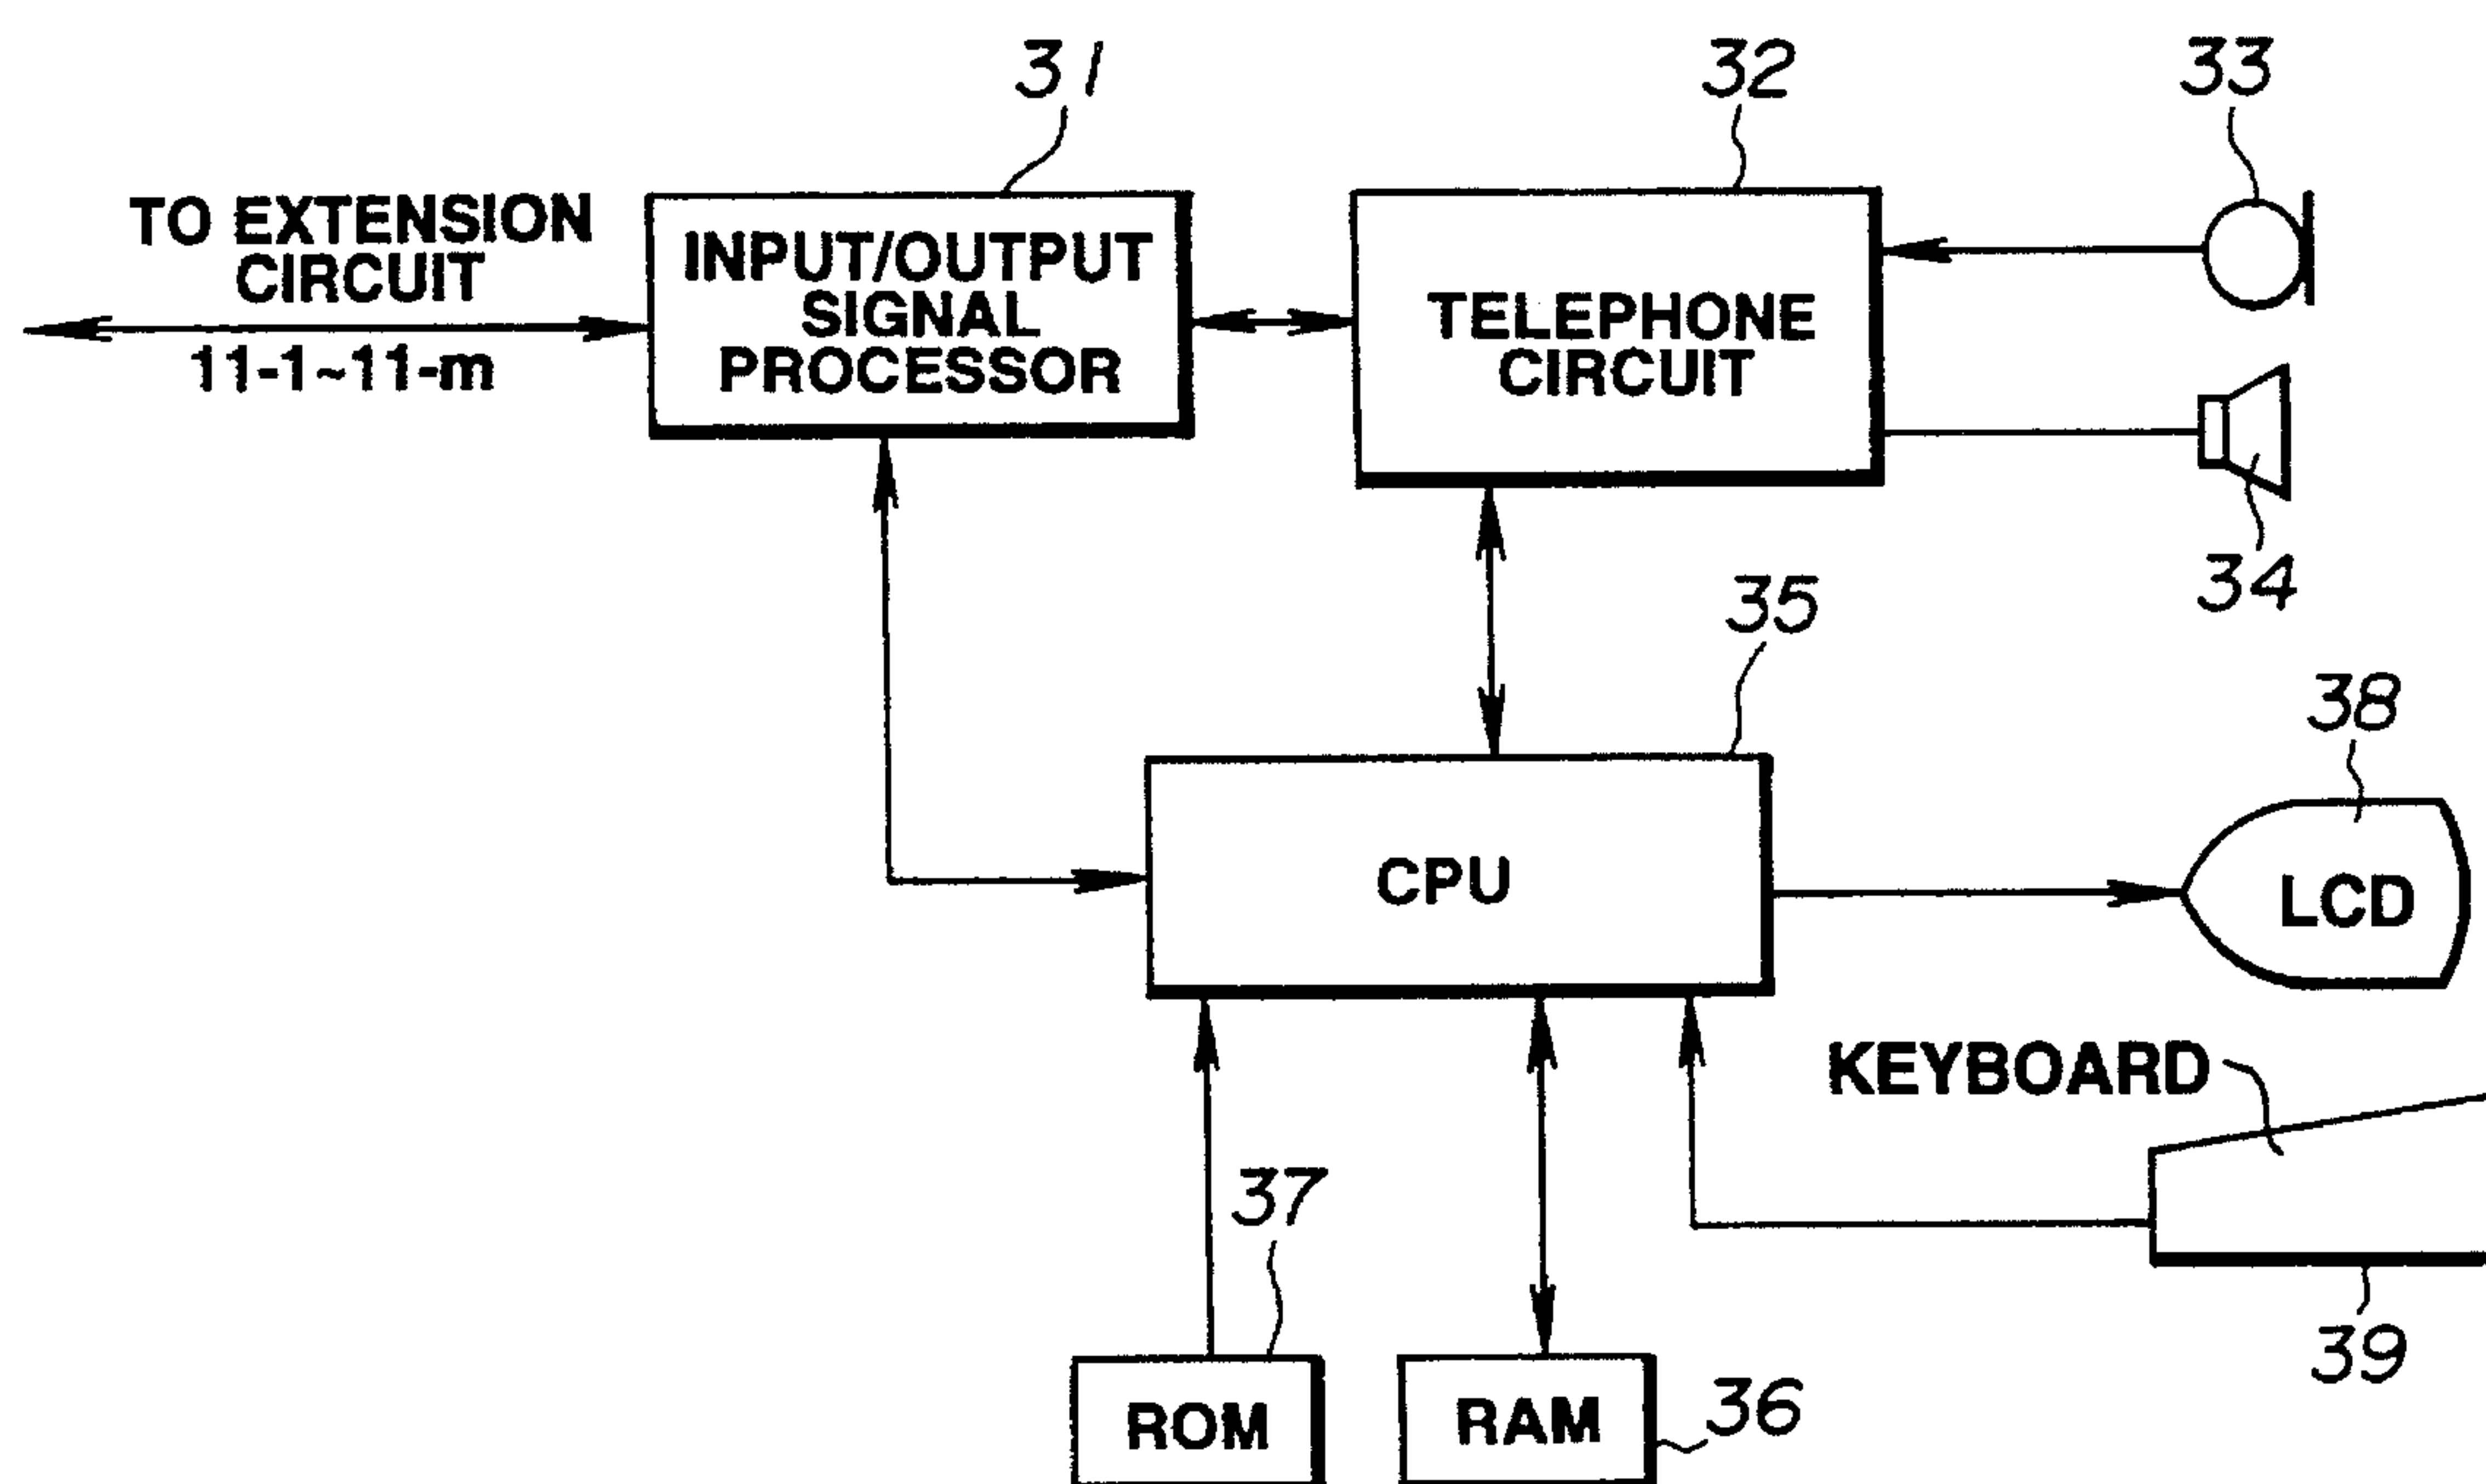 31
32
33
TO EXTENSION
CIRCUIT
11-1~11-m
INPUT/OUTPUT
SIGNAL
PROCESSOR
TELEPHONE
CIRCUIT
34
35
38
CPU
LCD
KEYBOARD
37
39
ROM
RAM
36